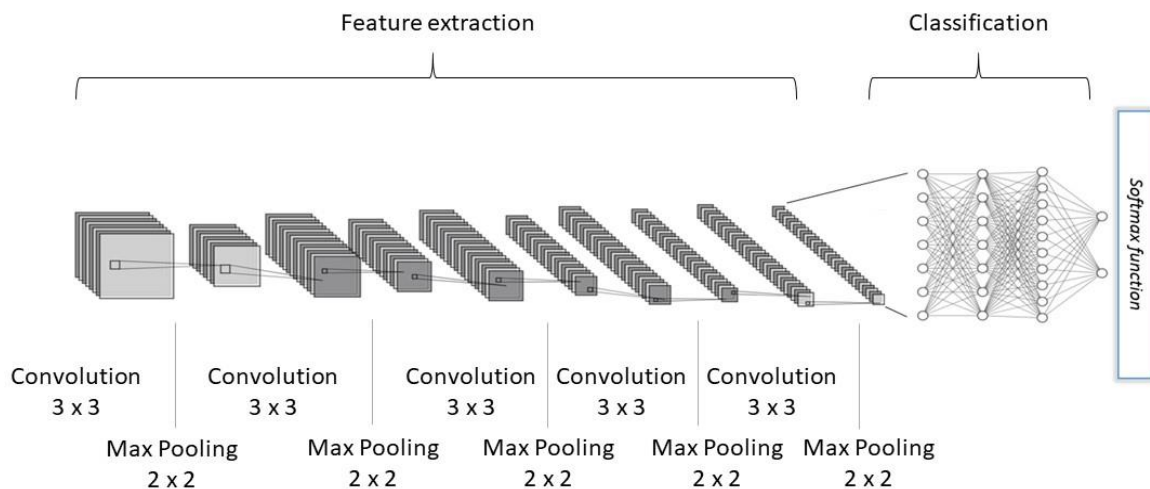 Feature extraction
Classification
Softmax function
Convolution
3 x 3
Convolution
3 x 3
Convolution
3 x 3
Convolution
3 x 3
Convolution
3 x 3
Max Pooling
2 x 2
Max Pooling
2 x 2
Max Pooling
2 x 2
Max Pooling
2 x 2
Max Pooling
2 x 2